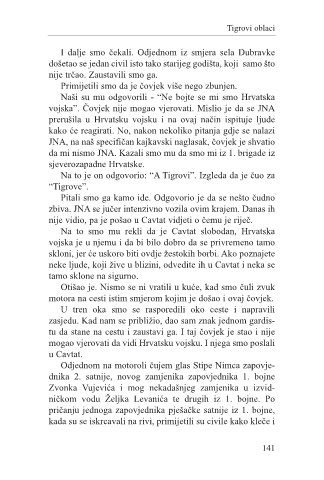 Tigrovi oblaci
I dalje smo čekali. Odjednom iz smjera sela Dubravke
došetao se jedan civil isto tako starijeg godišta, koji samo što
nije trčao. Zaustavili smo ga.
Primijetili smo da je čovjek više nego zbunjen.
Naši su mu odgovorili - “Ne bojte se mi smo Hrvatska
vojska”. Čovjek nije mogao vjerovati. Mislio je da se JNA
prerušila u Hrvatsku vojsku i na ovaj način ispituje ljude
kako će reagirati. No, nakon nekoliko pitanja gdje se nalazi
JNA, na naš specifičan kajkavski naglasak, čovjek je shvatio
da mi nismo JNA. Kazali smo mu da smo mi iz 1. brigade iz
sjeverozapadne Hrvatske.
Na to je on odgovorio: “A Tigrovi”. Izgleda da je čuo za
“Tigrove”.
Pitali smo ga kamo ide. Odgovorio je da se nešto čudno
zbiva. JNA se jučer intenzivno vozila ovim krajem. Danas ih
nije vidio, pa je pošao u Cavtat vidjeti o čemu je riječ.
Na to smo mu rekli da je Cavtat slobodan, Hrvatska
vojska je u njemu i da bi bilo dobro da se privremeno tamo
skloni, jer će uskoro biti ovdje žestokih borbi. Ako poznajete
neke ljude, koji žive u blizini, odvedite ih u Cavtat i neka se
tamo sklone na sigurno.
Otišao je. Nismo se ni vratili u kuće, kad smo čuli zvuk
motora na cesti istim smjerom kojim je došao i ovaj čovjek.
U tren oka smo se rasporedili oko ceste i napravili
zasjedu. Kad nam se približio, dao sam znak jednom gardis-
tu da stane na cestu i zaustavi ga. I taj čovjek je stao i nije
mogao vjerovati da vidi Hrvatsku vojsku. I njega smo poslali
u Cavtat.
Odjednom na motoroli čujem glas Stipe Nimca zapovje-
dnika 2. satnije, novog zamjenika zapovjednika 1. bojne
Zvonka Vujevića i mog nekadašnjeg zamjenika u izvid-
ničkom vodu Željka Levanića te drugih iz 1. bojne. Po
pričanju jednoga zapovjednika pješačke satnije iz 1. bojne,
kada su se iskrcavali na rivi, primijetili su civile kako kleče i
141